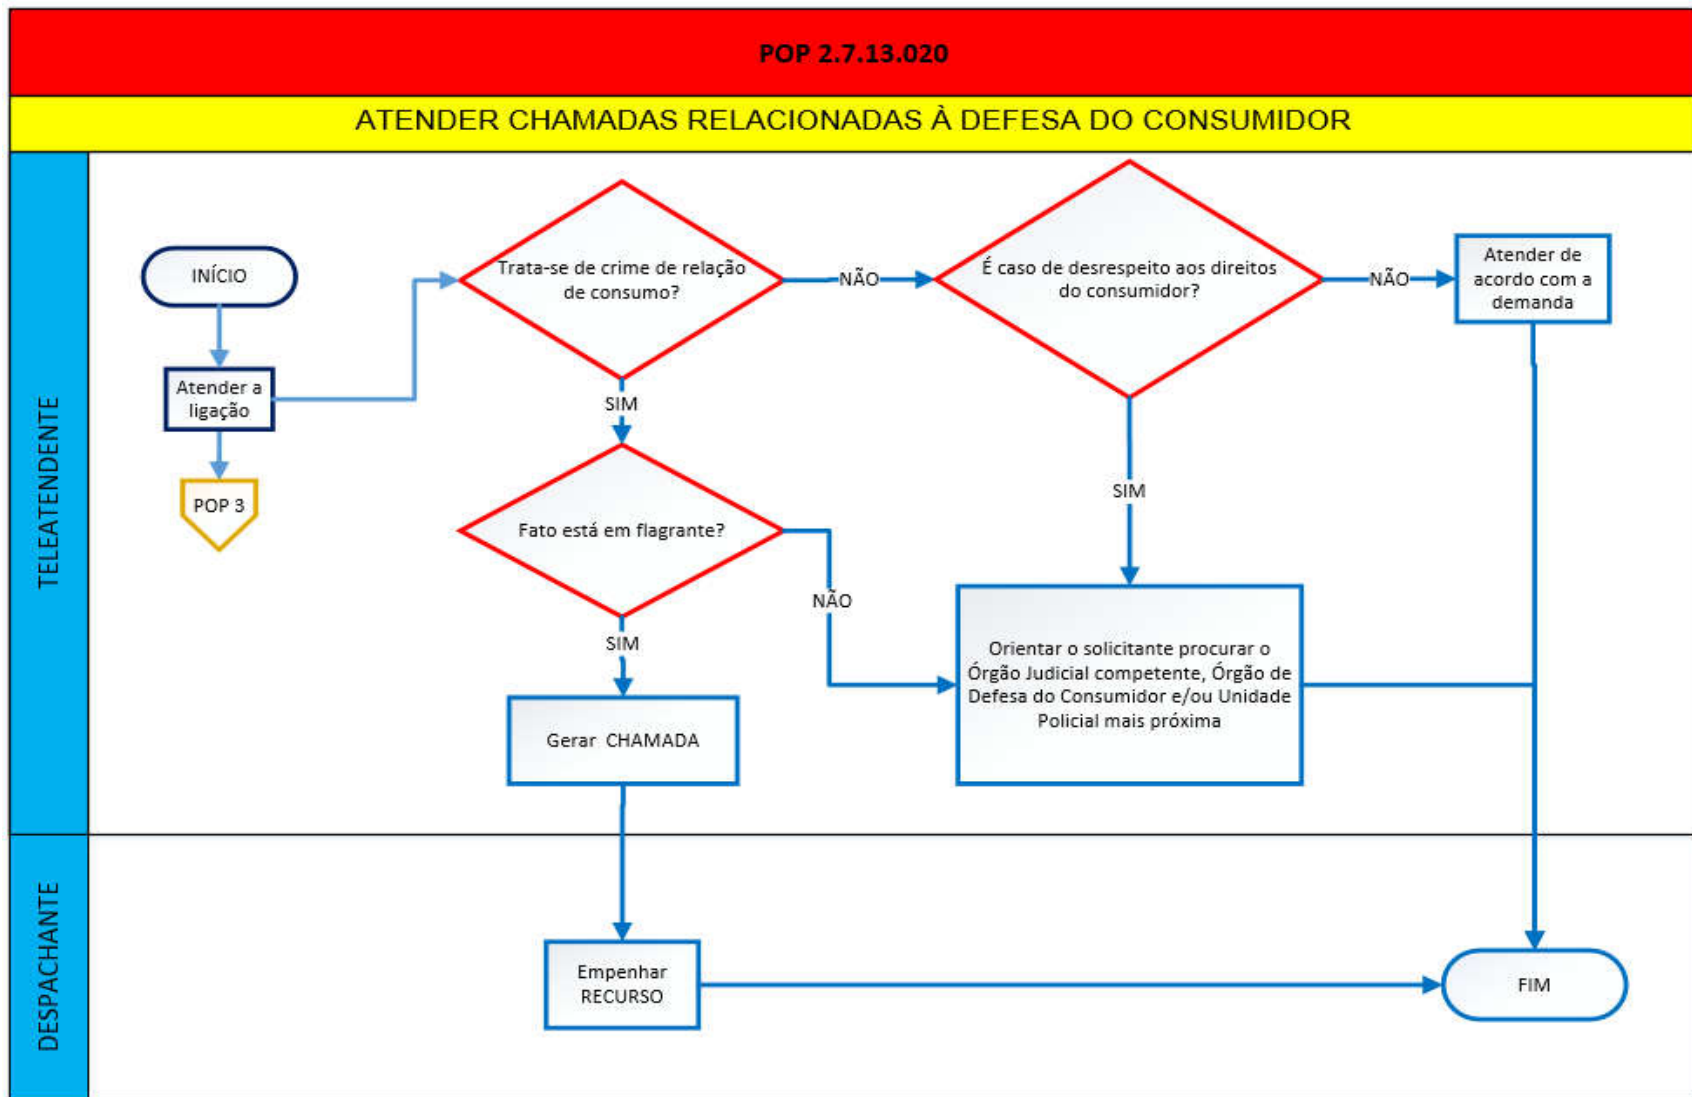 POP 2.7.13.020
ATENDER CHAMADAS RELACIONADAS À DEFESA DO CONSUMIDOR
TELEATENDENTE
INÍCIO
Atender a
ligação
POP 3
Trata-se de crime de relação
de consumo?
NÃO
É caso de desrespeito aos direitos
do consumidor?
NÃO
Atender de
acordo com a
demanda
SIM
Fato está em flagrante?
NÃO
SIM
SIM
Gerar CHAMADA
Orientar o solicitante procurar o
Órgão Judicial competente, Órgão de
Defesa do Consumidor e/ou Unidade
Policial mais próxima
DESPACHANTE
Empenhar
RECURSO
FIM